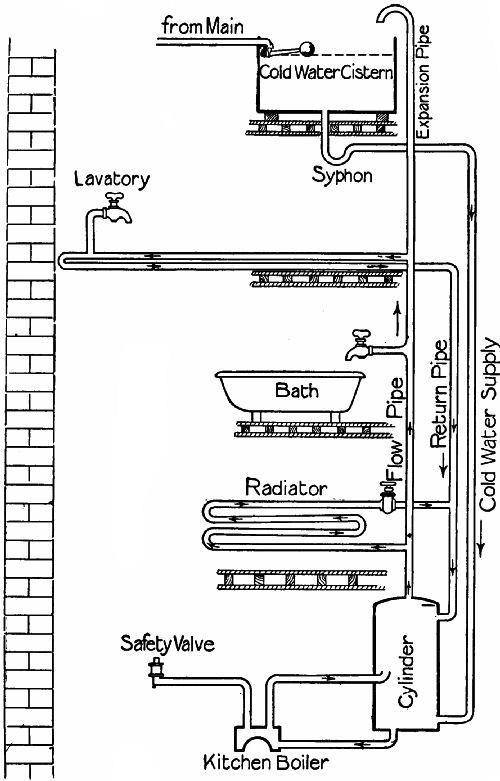 from Main
Cold Water Cistern
Expansion Pipe
Syphon
Lavatory
Bath
Flow Pipe
Return Pipe
Cold Water Supply
Radiator
Safety Valve
Cylinder
Kitchen Boiler